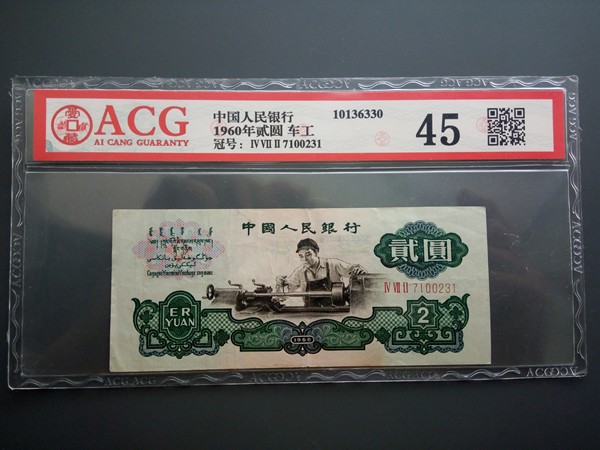 ACG
AI CANG GUARANTY
中国人民银行
1960年贰圆 车工
冠号: IV VII II 7100231
10136330
45
中國人民銀行
貳圓
IV VII II 7100231
ER
YUAN
1960
2
ACG ACG